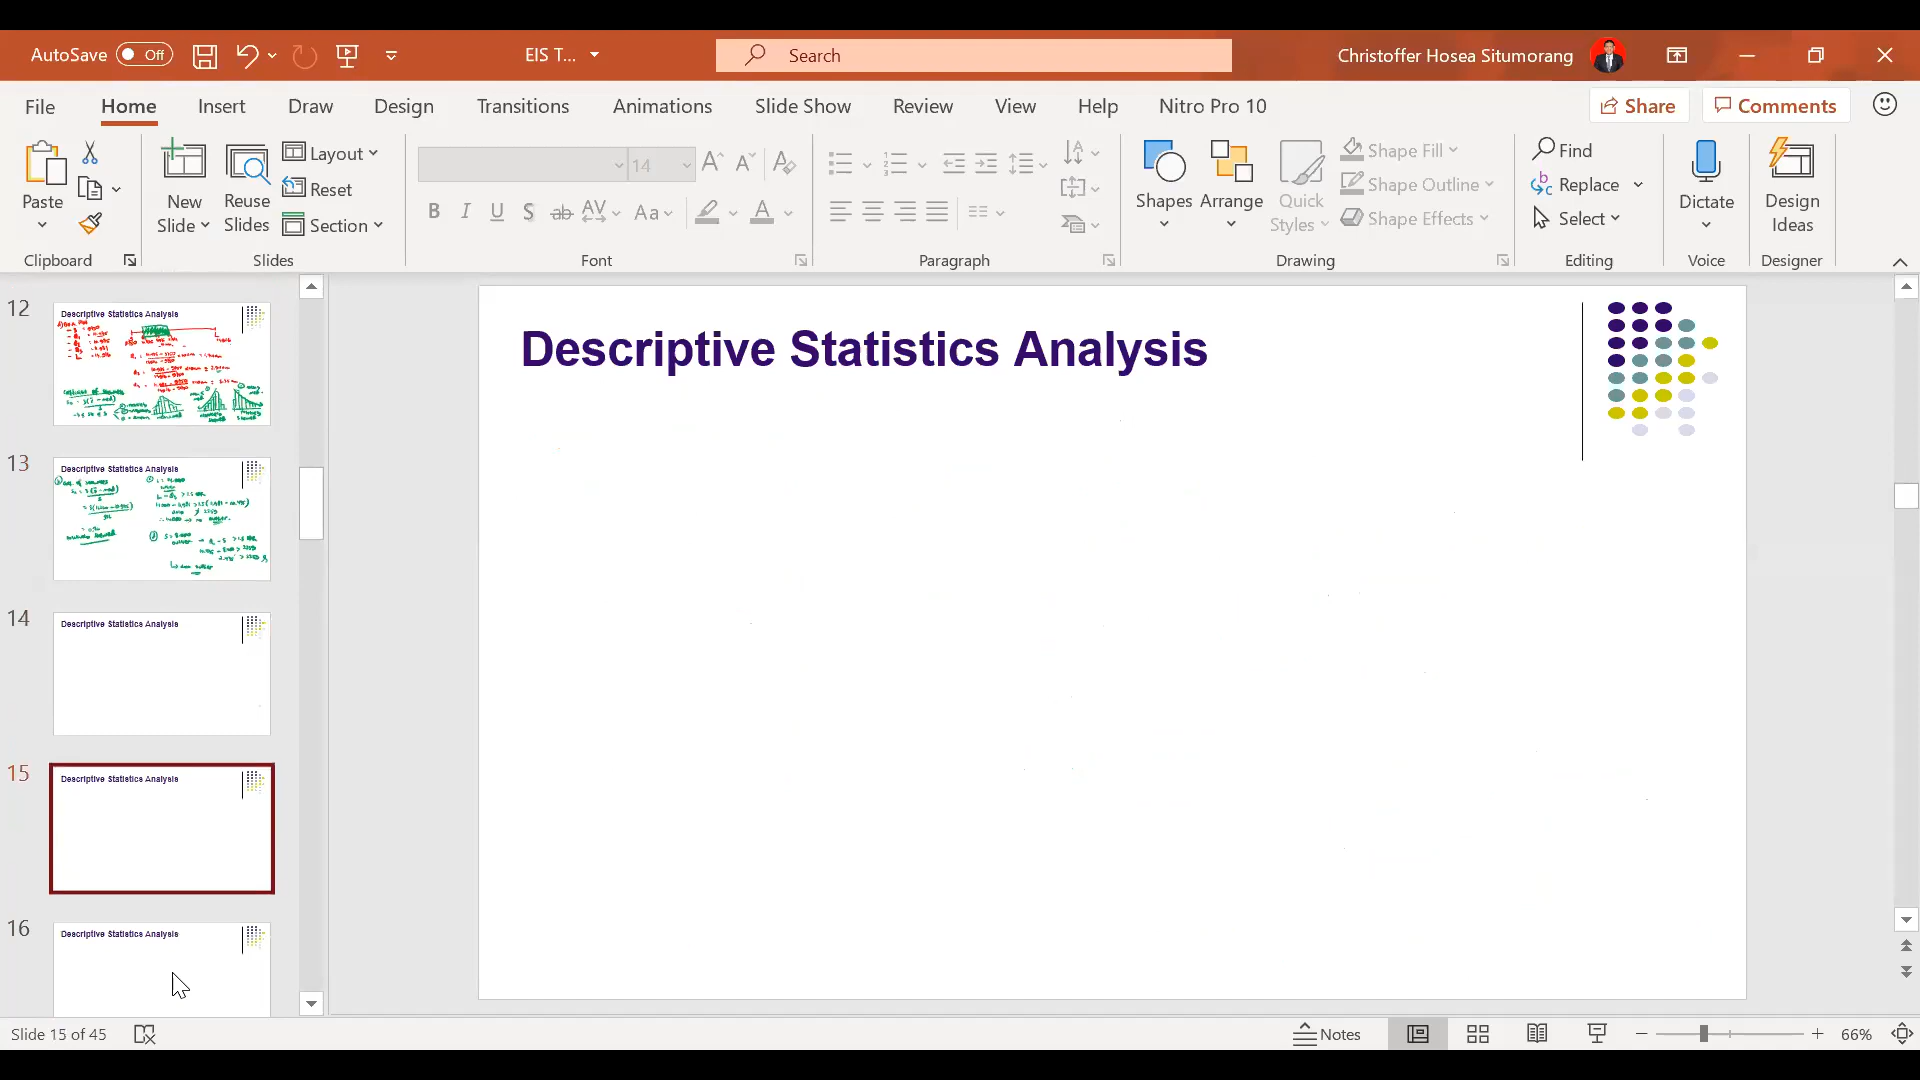 AutoSave Off EIS T... Search Christoffer Hosea Situmorang
File Home Insert Draw Design Transitions Animations Slide Show Review View Help Nitro Pro 10 Share Comments
Paste
New Slide
Reuse Slides
Layout
Reset
Section
14
B I U S ab AV Aa A
Shapes
Arrange
Quick Styles
Shape Fill
Shape Outline
Shape Effects
Find
Replace
Select
Dictate
Design Ideas
Clipboard Slides Font Paragraph Drawing Editing Voice Designer
12
Descriptive Statistics Analysis
13
Descriptive Statistics Analysis
14
Descriptive Statistics Analysis
15
Descriptive Statistics Analysis
16
Descriptive Statistics Analysis
Descriptive Statistics Analysis
Slide 15 of 45 Notes 66%